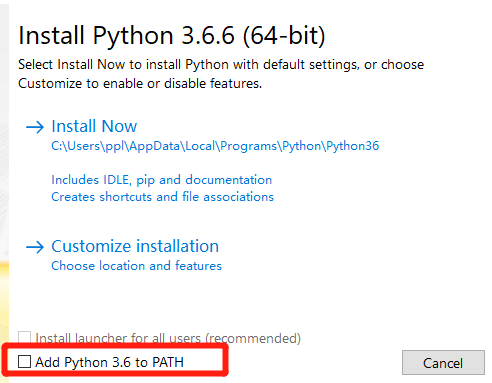 Install Python 3.6.6 (64-bit)
Select Install Now to install Python with default settings, or choose
Customize to enable or disable features.
Install Now
C:\Users\ppl\AppData\Local\Programs\Python\Python36
Includes IDLE, pip and documentation
Creates shortcuts and file associations
Customize installation
Choose location and features
Install launcher for all users (recommended)
Add Python 3.6 to PATH
Cancel